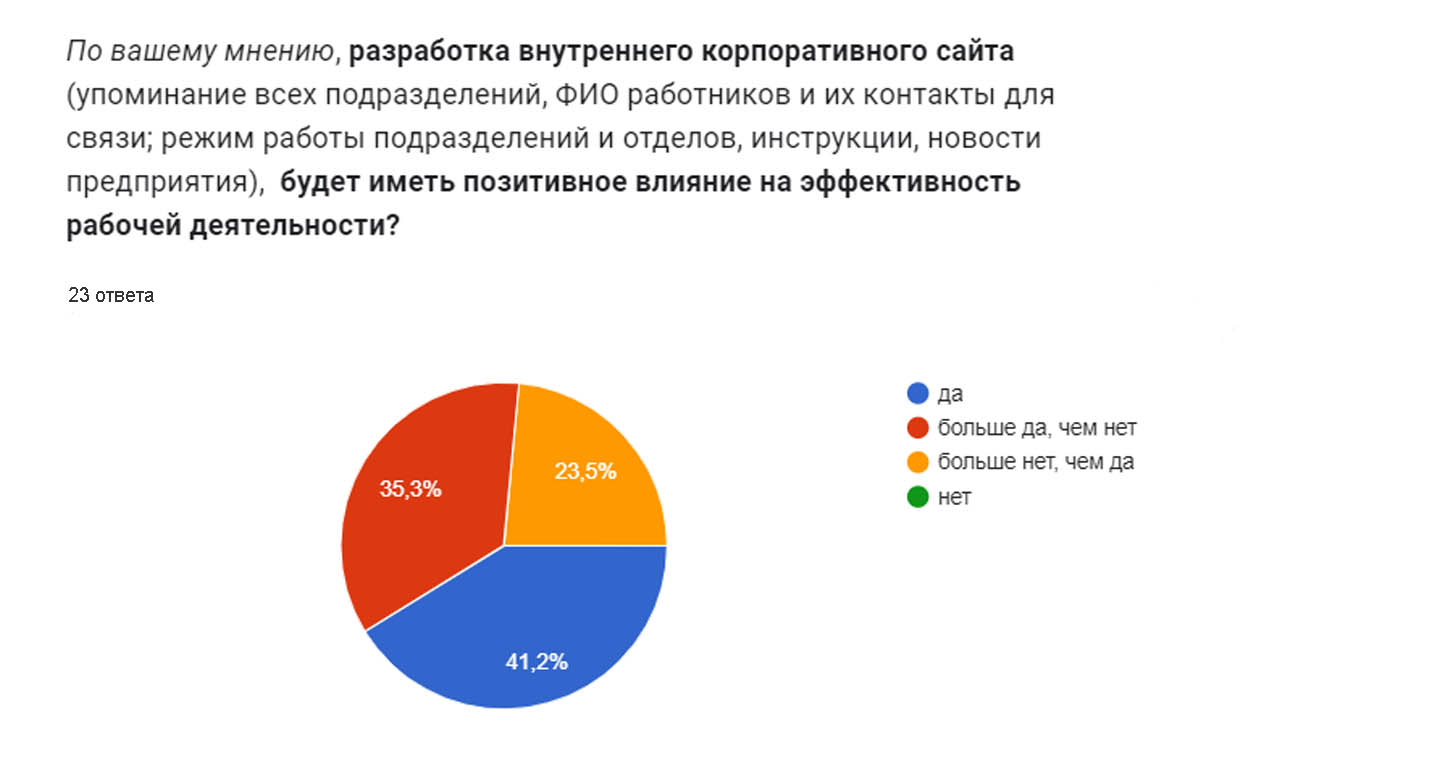 По вашему мнению, разработка внутреннего корпоративного сайта
(упоминание всех подразделений, ФИО работников и их контакты для
связи; режим работы подразделений и отделов, инструкции, новости
предприятия), будет иметь позитивное влияние на эффективность
рабочей деятельности?
23 ответа
35,3%
23,5%
41,2%
да
больше да, чем нет
больше нет, чем да
нет